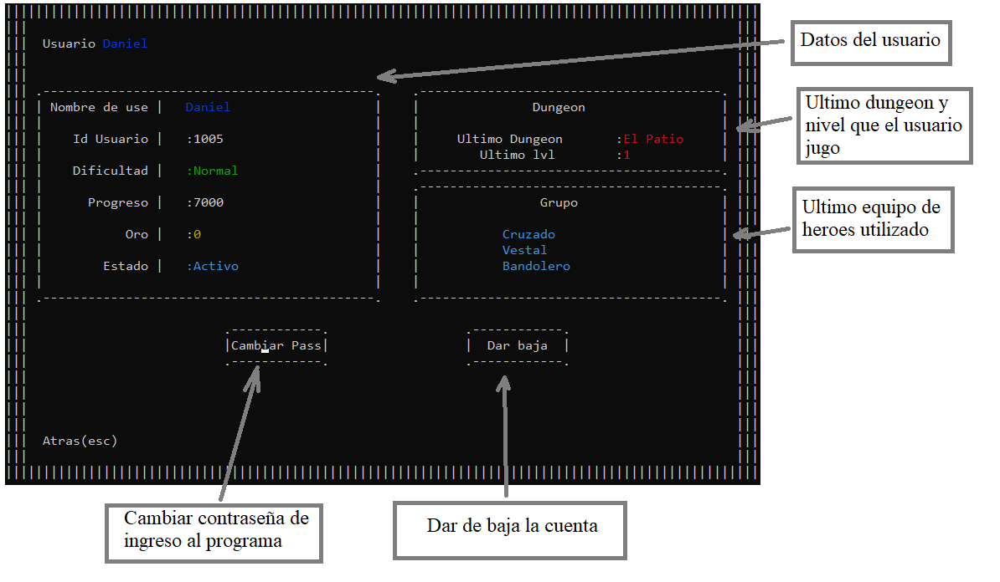 Usuario Daniel
Datos del usuario
Nombre de use | Daniel
Id Usuario | :1005
Dificultad | :Normal
Progreso | :7000
Oro | :0
Estado | :Activo
Dungeon
Ultimo Dungeon :El Patio
Ultimo lvl :1
Ultimo dungeon y
nivel que el usuario
jugo
Grupo
Cruzado
Vestal
Bandolero
Ultimo equipo de
heroes utilizado
|Cambiar Pass|
| Dar baja |
Atras(esc)
Cambiar contraseña de
ingreso al programa
Dar de baja la cuenta